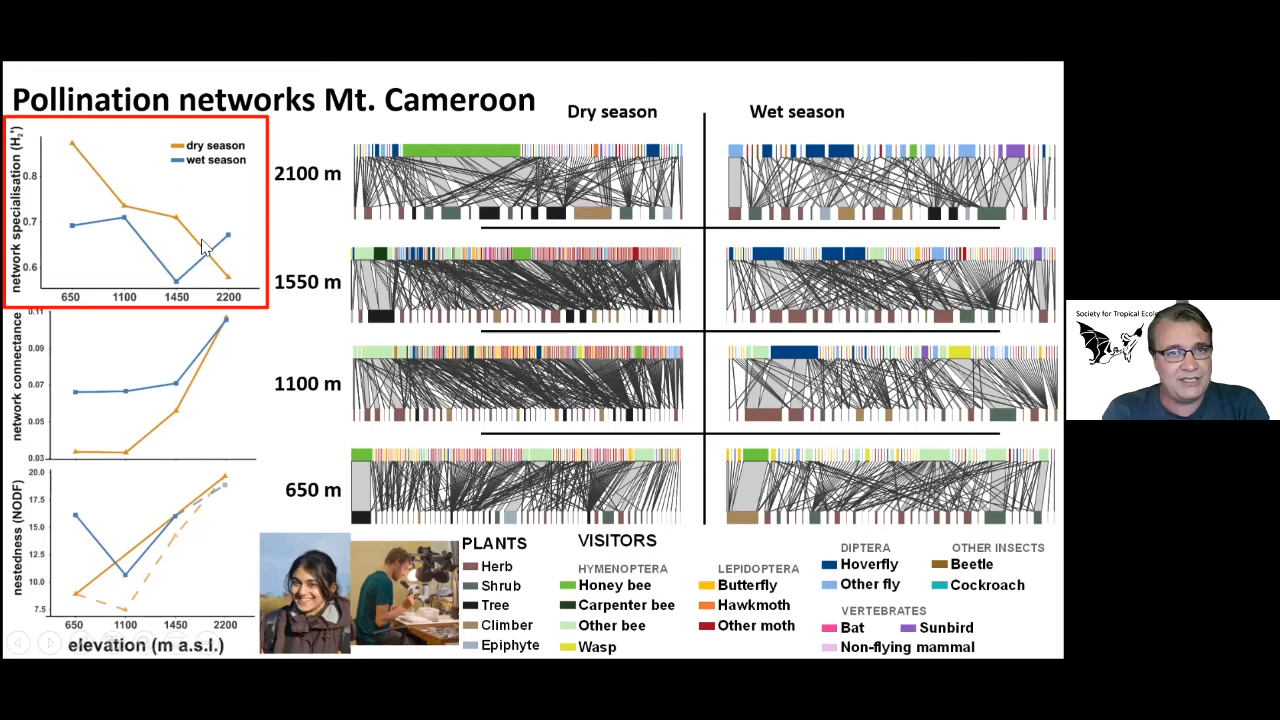 Pollination networks Mt. Cameroon
Dry season
Wet season
network specialisation (H₂')
dry season
wet season
0.8
0.7
0.6
650 1100 1450 2200
network connectance
0.11
0.09
0.07
0.05
0.03
nestedness (NODF)
20.0
17.5
15.0
12.5
10.0
7.5
650 1100 1450 2200
elevation (m a.s.l.)
2100 m
1550 m
1100 m
650 m
PLANTS
Herb
Shrub
Tree
Climber
Epiphyte
VISITORS
HYMENOPTERA
Honey bee
Carpenter bee
Other bee
Wasp
LEPIDOPTERA
Butterfly
Hawkmoth
Other moth
DIPTERA
Hoverfly
Other fly
OTHER INSECTS
Beetle
Cockroach
VERTEBRATES
Bat
Sunbird
Non-flying mammal
Society for Tropical Ecolo